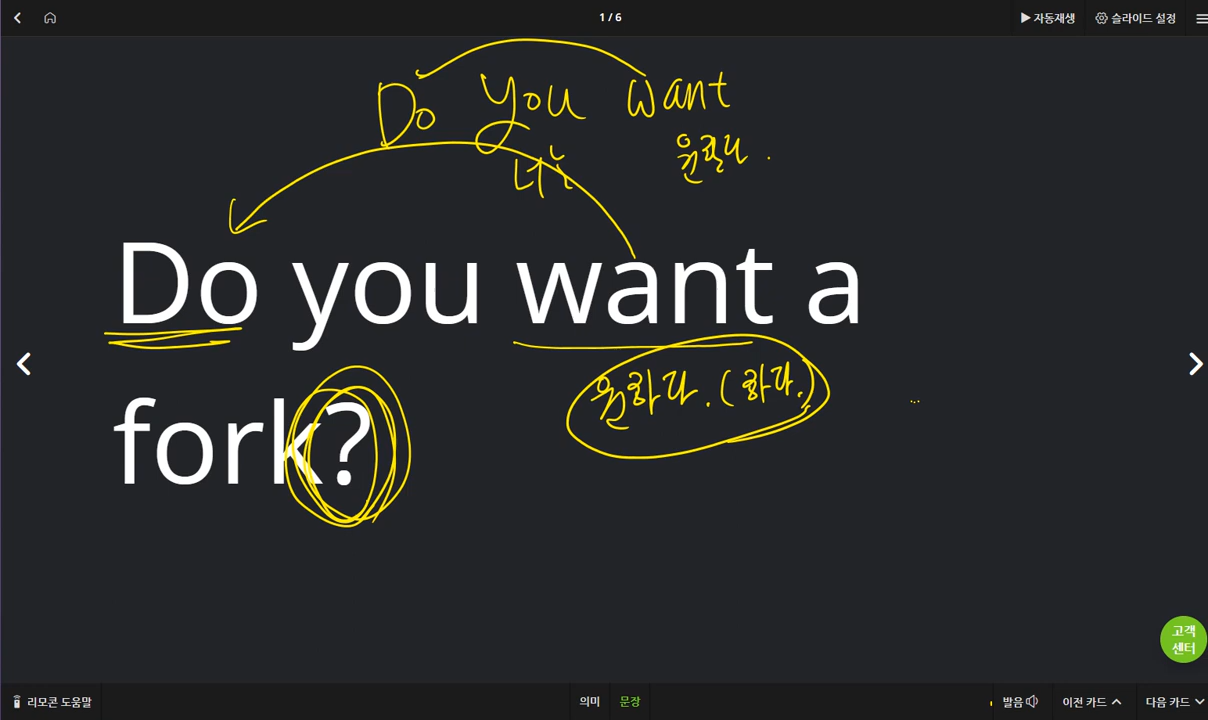 1 / 6
자동재생
슬라이드 설정
Do You want
너는
원하다.
Do you want a
fork?
원하다. (하다.)
고객
센터
리모콘 도움말
의미
문장
발음
이전 카드
다음 카드